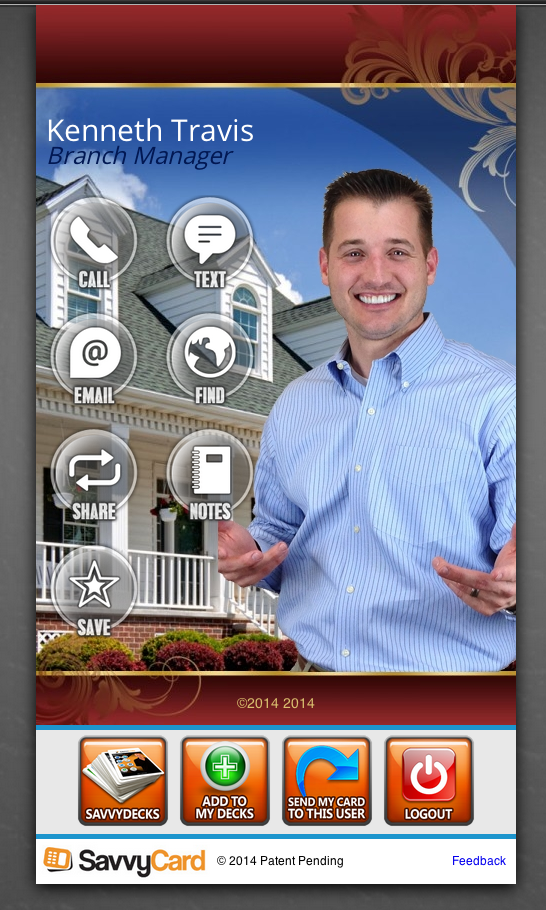 Kenneth Travis
Branch Manager
CALL
TEXT
@
EMAIL
FIND
SHARE
NOTES
SAVE
©2014 2014
SAVVYDECKS
ADD TO
MY DECKS
SEND MY CARD
TO THIS USER
LOGOUT
SavvyCard © 2014 Patent Pending Feedback